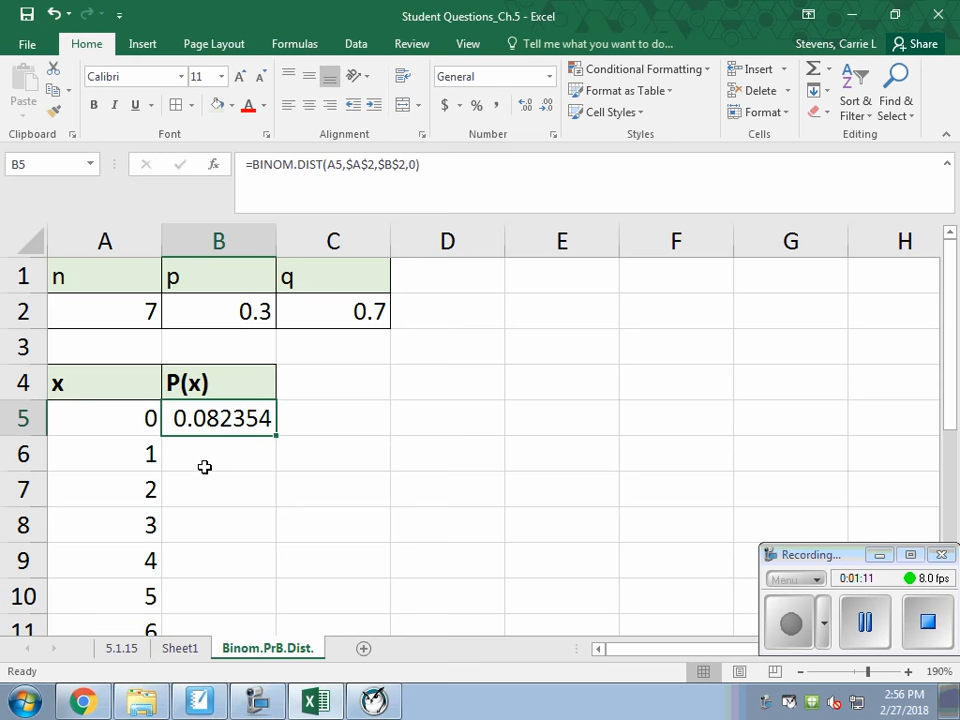 Student Questions_Ch.5 - Excel
File Home Insert Page Layout Formulas Data Review View Tell me what you want to do... Stevens, Carrie L Share
Paste Calibri 11 A A General Conditional Formatting Insert
B I U A $ % , Format as Table Delete Sort & Find &
Cell Styles Format Filter Select
Clipboard Font Alignment Number Styles Cells Editing
B5 fx =BINOM.DIST(A5,$A$2,$B$2,0)
A B C D E F G H
1 n p q
2 7 0.3 0.7
3
4 x P(x)
5 0 0.082354
6 1
7 2
8 3
9 4
10 5
11 6
Recording...
Menu 0:01:11 8.0 fps
5.1.15 Sheet1 Binom.PrB.Dist.
Ready 190%
2:56 PM
2/27/2018